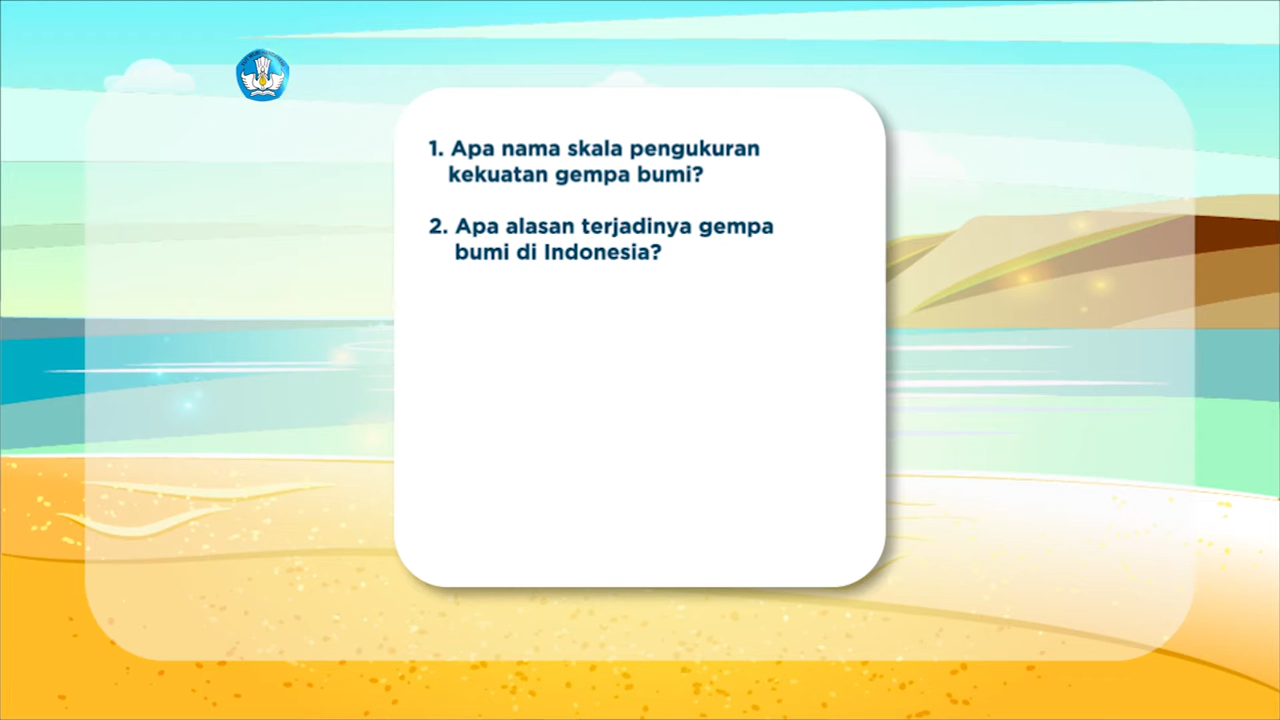 1. Apa nama skala pengukuran
kekuatan gempa bumi?
2. Apa alasan terjadinya gempa
bumi di Indonesia?